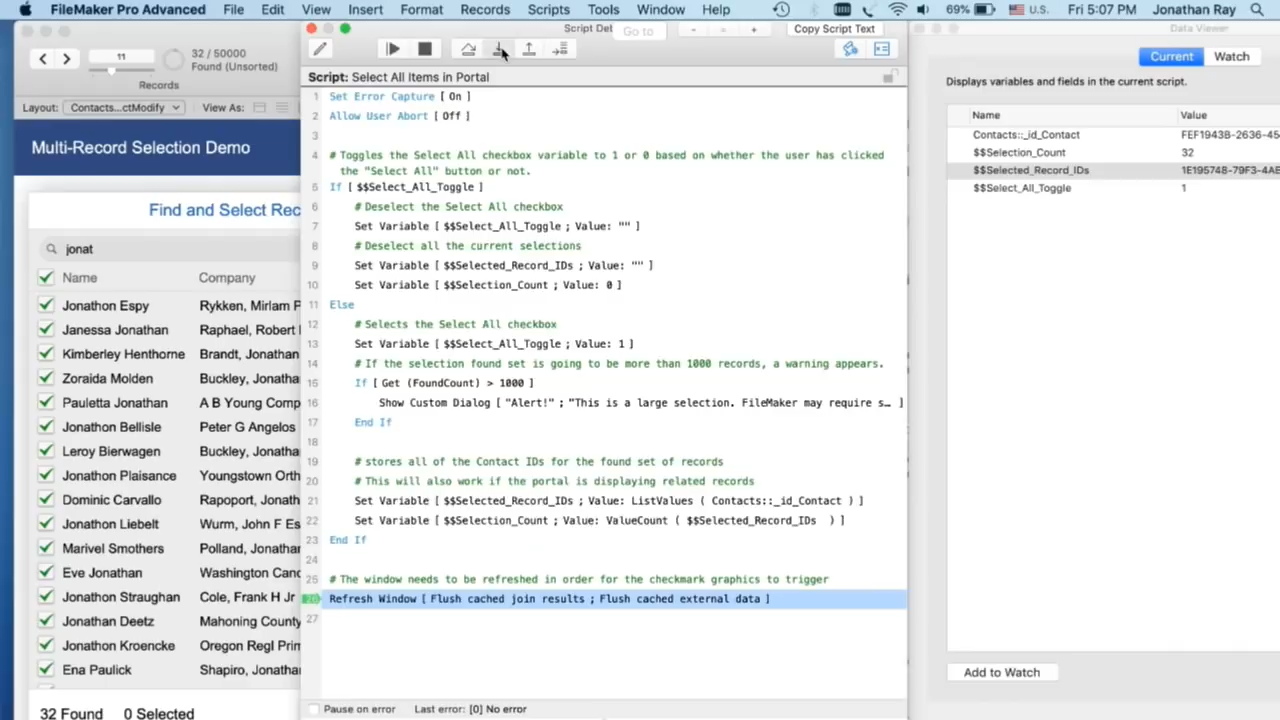 FileMaker Pro Advanced File Edit View Insert Format Records Scripts Tools Window Help 69% U.S. Fri 5:07 PM Jonathan Ray
11
32 / 50000
Found (Unsorted)
Records
Layout: Contacts...ctModify View As:
Multi-Record Selection Demo
Find and Select Rec
jonat
Name Company
Jonathon Espy Rykken, Miriam P
Janessa Jonathan Raphael, Robert
Kimberley Henthorne Brandt, Jonathan
Zoraida Molden Buckley, Jonatha
Pauletta Jonathan A B Young Comp
Jonathon Bellisle Peter G Angelos
Leroy Bierwagen Buckley, Jonatha
Jonathon Plaisance Youngstown Orth
Dominic Carvallo Rapoport, Jonath
Jonathon Liebelt Wurm, John F Es
Marivel Smothers Polland, Jonatha
Eve Jonathan Washington Canc
Jonathan Straughan Cole, Frank H Jr
Jonathan Deetz Mahoning County
Jonathon Kroencke Oregon Regl Prim
Ena Paulick Shapiro, Jonathan
32 Found 0 Selected
Script Det
Go to
Copy Script Text
Script: Select All Items in Portal
1 Set Error Capture [ On ]
2 Allow User Abort [ Off ]
3
4 # Toggles the Select All checkbox variable to 1 or 0 based on whether the user has clicked
the "Select All" button or not.
5 If [ $$Select_All_Toggle ]
6 # Deselect the Select All checkbox
7 Set Variable [ $$Select_All_Toggle ; Value: "" ]
8 # Deselect all the current selections
9 Set Variable [ $$Selected_Record_IDs ; Value: "" ]
10 Set Variable [ $$Selection_Count ; Value: 0 ]
11 Else
12 # Selects the Select All checkbox
13 Set Variable [ $$Select_All_Toggle ; Value: 1 ]
14 # If the selection found set is going to be more than 1000 records, a warning appears.
15 If [ Get (FoundCount) > 1000 ]
16 Show Custom Dialog [ "Alert!" ; "This is a large selection. FileMaker may require s… ]
17 End If
18
19 # stores all of the Contact IDs for the found set of records
20 # This will also work if the portal is displaying related records
21 Set Variable [ $$Selected_Record_IDs ; Value: ListValues ( Contacts::_id_Contact ) ]
22 Set Variable [ $$Selection_Count ; Value: ValueCount ( $$Selected_Record_IDs ) ]
23 End If
24
25 # The window needs to be refreshed in order for the checkmark graphics to trigger
26 Refresh Window [ Flush cached join results ; Flush cached external data ]
27
Pause on error Last error: [0] No error
Data Viewer
Current Watch
Displays variables and fields in the current script.
Name Value
Contacts::_id_Contact FEF1943B-2636-45
$$Selection_Count 32
$$Selected_Record_IDs 1E195748-79F3-4AE
$$Select_All_Toggle 1
Add to Watch